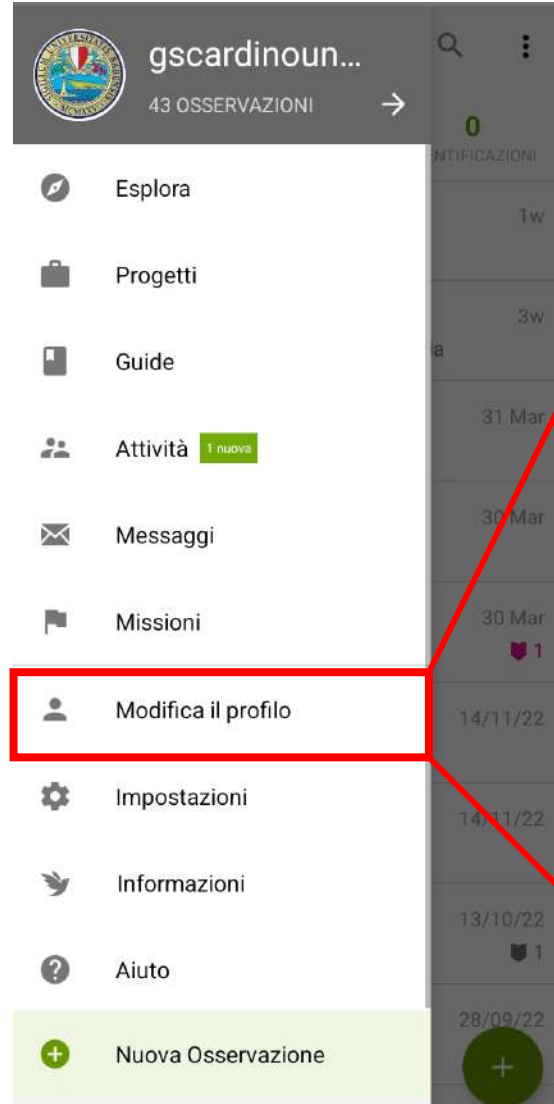 gscardinoun...
43 OSSERVAZIONI
0
NTIFICAZIONI
Esplora
1w
Progetti
3w
Guide
ia
Attività 1 nuova
31 Mar
Messaggi
30 Mar
Missioni
30 Mar
1
Modifica il profilo
14/11/22
Impostazioni
14/11/22
Informazioni
13/10/22
1
Aiuto
28/09/22
Nuova Osservazione